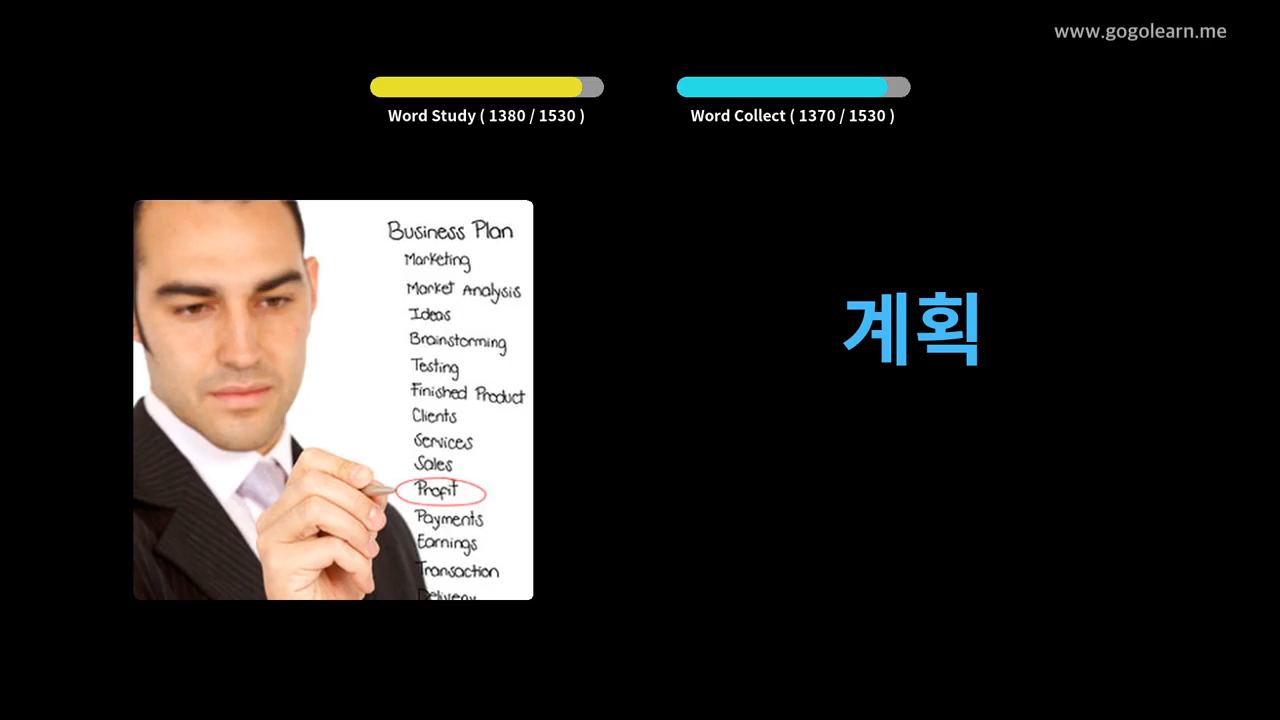 www.gogolearn.me
Word Study ( 1380 / 1530 )
Word Collect ( 1370 / 1530 )
Business Plan
Marketing
Market Analysis
Ideas
Brainstorming
Testing
Finished Product
Clients
Services
Sales
Profit
Payments
Earnings
Transaction
Delivery
계획